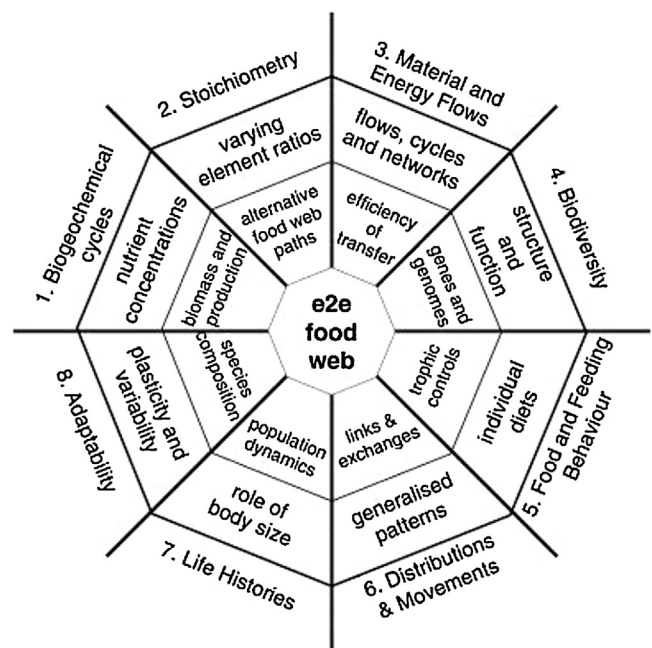 1. Biogeochemical
cycles
nutrient
concentrations
biomass and
production
2. Stoichiometry
varying
element ratios
alternative
food web
paths
3. Material and
Energy Flows
flows, cycles
and networks
efficiency
of
transfer
4. Biodiversity
structure
and
function
genes and
genomes
5. Food and Feeding
Behaviour
individual
diets
trophic
controls
6. Distributions
& Movements
generalised
patterns
links &
exchanges
7. Life Histories
role of
body size
population
dynamics
8. Adaptability
plasticity and
variability
species
composition
e2e
food
web